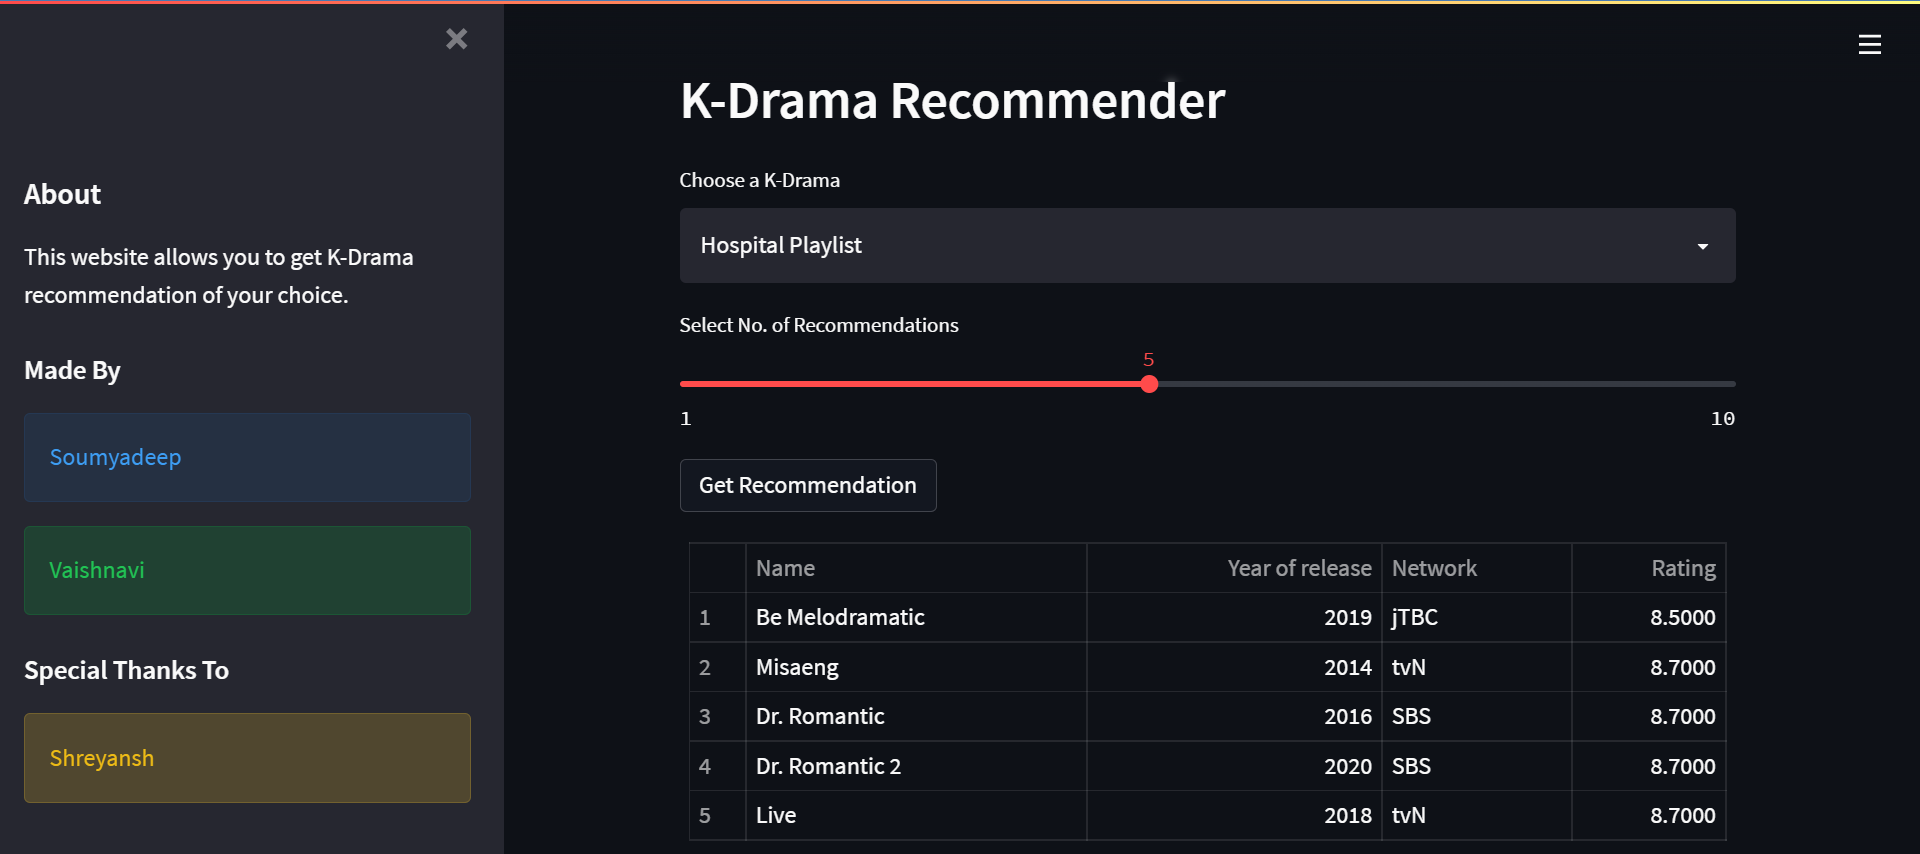 About
This website allows you to get K-Drama
recommendation of your choice.
Made By
Soumyadeep
Vaishnavi
Special Thanks To
Shreyansh
K-Drama Recommender
Choose a K-Drama
Hospital Playlist
Select No. of Recommendations
5
1 10
Get Recommendation
Name Year of release Network Rating
1 Be Melodramatic 2019 jTBC 8.5000
2 Misaeng 2014 tvN 8.7000
3 Dr. Romantic 2016 SBS 8.7000
4 Dr. Romantic 2 2020 SBS 8.7000
5 Live 2018 tvN 8.7000